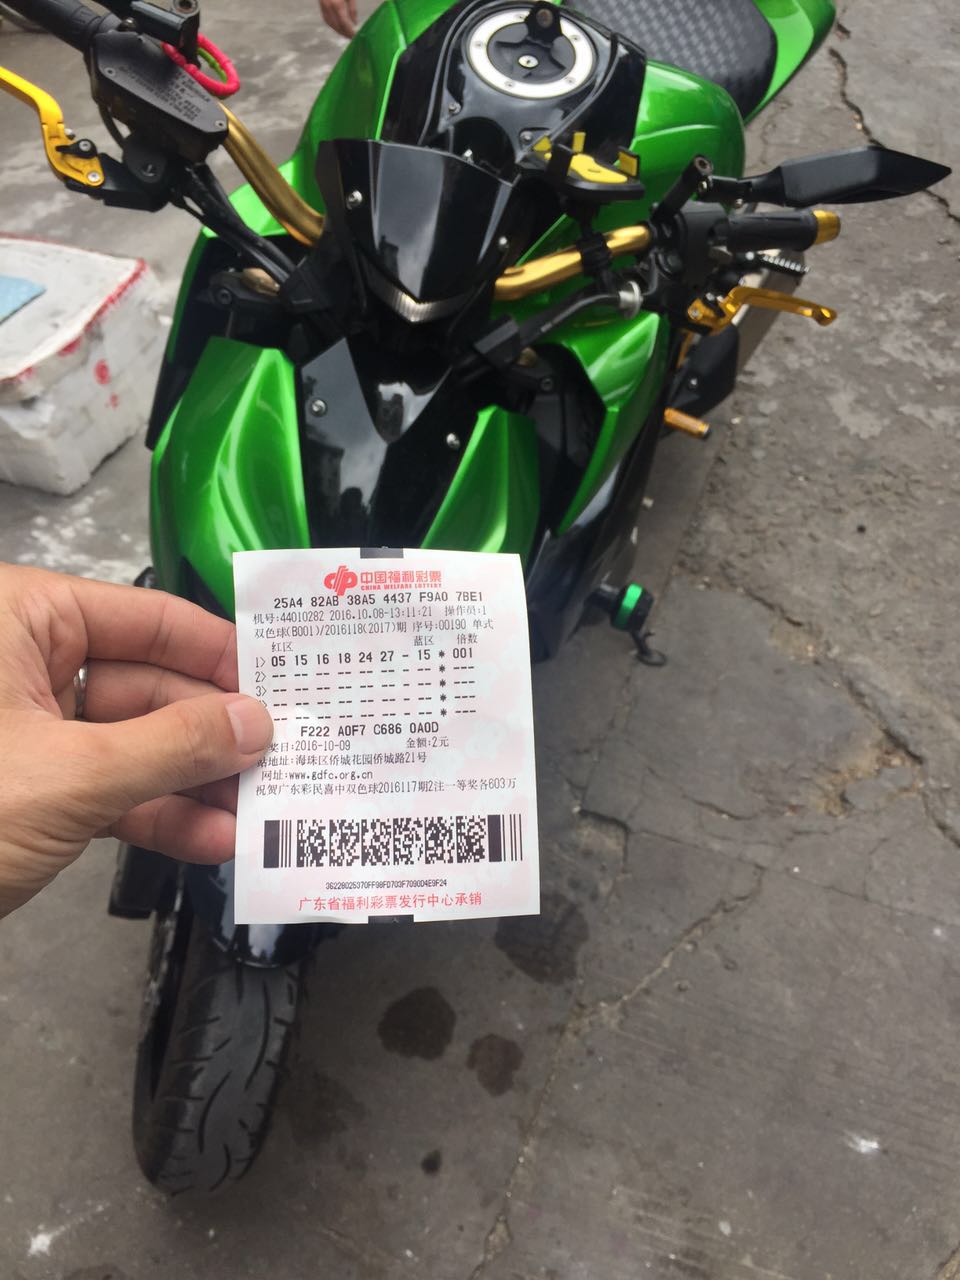 中国福利彩票
CHINA WELFARE LOTTERY
25A4 82AB 38A5 4437 F9A0 7BE1
机号:44010282 2016.10.08-13:11:21 操作员:1
双色球(B001)/2016118(2017)期 序号:00190 单式
红区 蓝区 倍数
1> 05 15 16 18 24 27 - 15 * 001
2> -- -- -- -- -- -- - -- * ---
3> -- -- -- -- -- -- - -- * ---
-- -- -- -- -- - -- * ---
-- -- -- -- -- -- - -- * ---
F222 A0F7 C686 0A0D
奖日:2016-10-09 金额:2元
站地址:海珠区侨城花园侨城路21号
网址:www.gdfc.org.cn
祝贺广东彩民喜中双色球2016117期2注一等奖各603万
36228025370FF98FD703F7090D4E9F24
广东省福利彩票发行中心承销